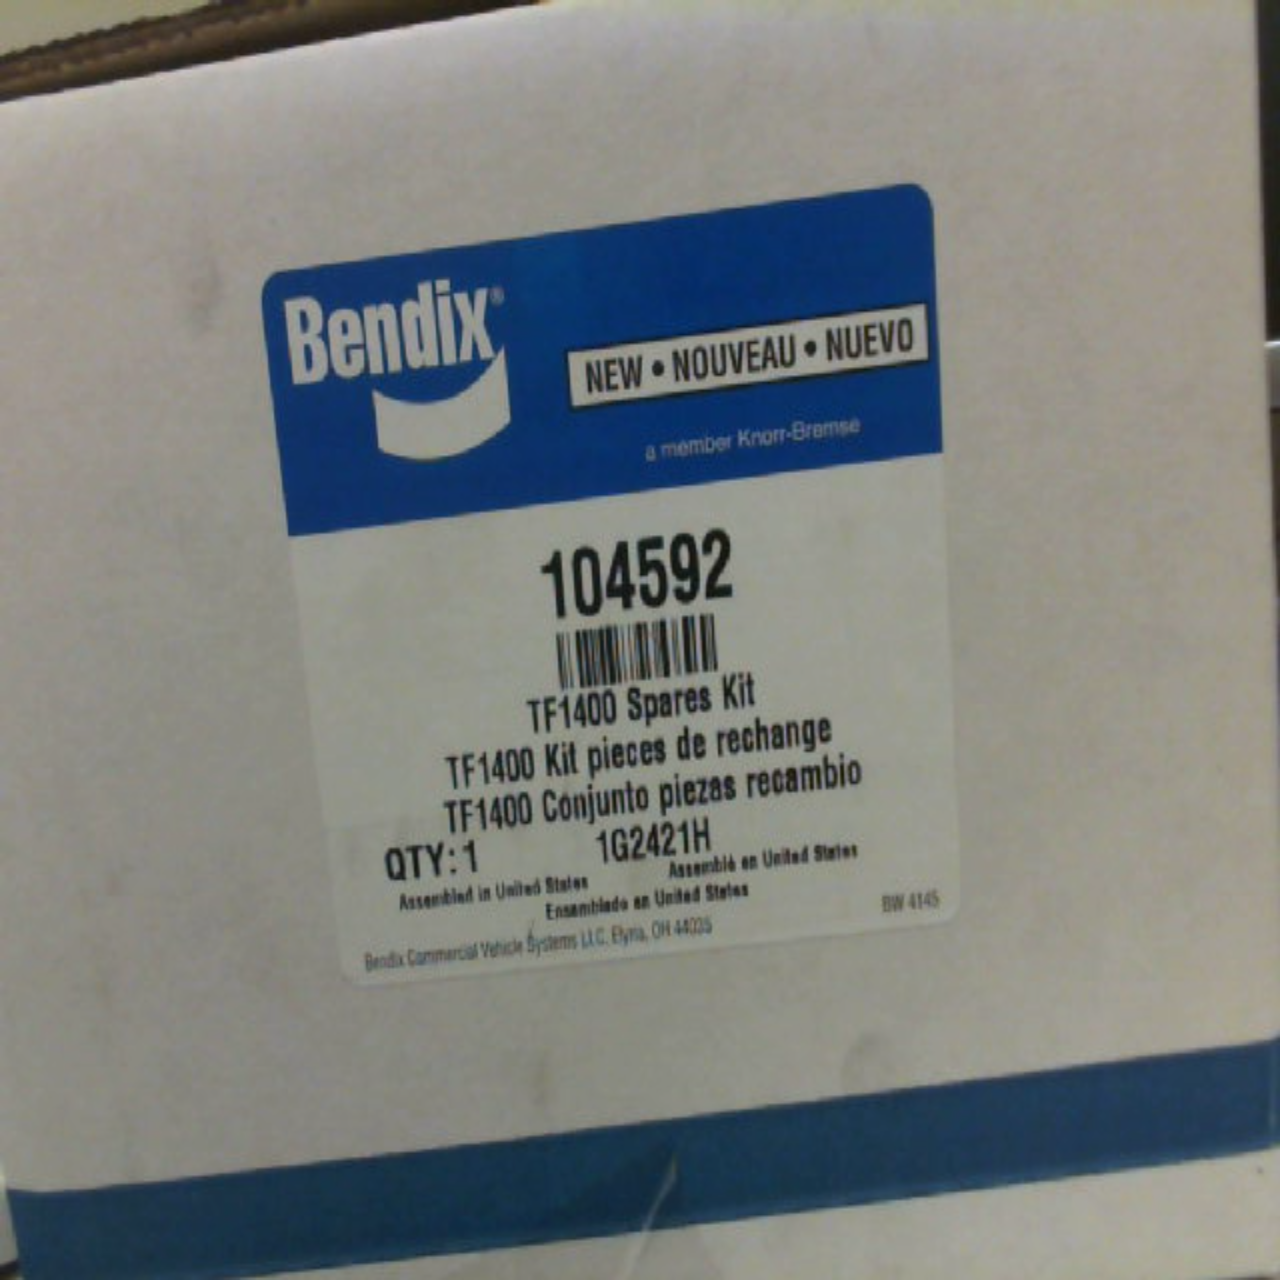 Bendix®
NEW • NOUVEAU • NUEVO
a member Knorr-Bremse
104592
TF1400 Spares Kit
TF1400 Kit pieces de rechange
TF1400 Conjunto piezas recambio
QTY: 1 1G2421H
Assembled in United States Assemblé en United States
Ensamblado en United States
BW 4145
Bendix Commercial Vehicle Systems LLC. Elyria, OH 44035